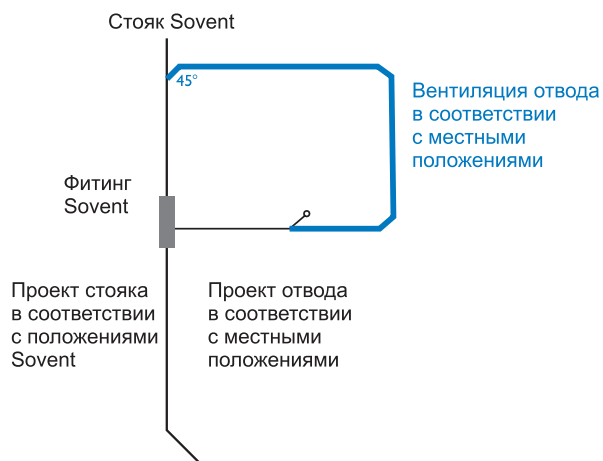 Стояк Sovent
45°
Вентиляция отвода
в соответствии
с местными
положениями
Фитинг
Sovent
Проект стояка
в соответствии
с положениями
Sovent
Проект отвода
в соответствии
с местными
положениями